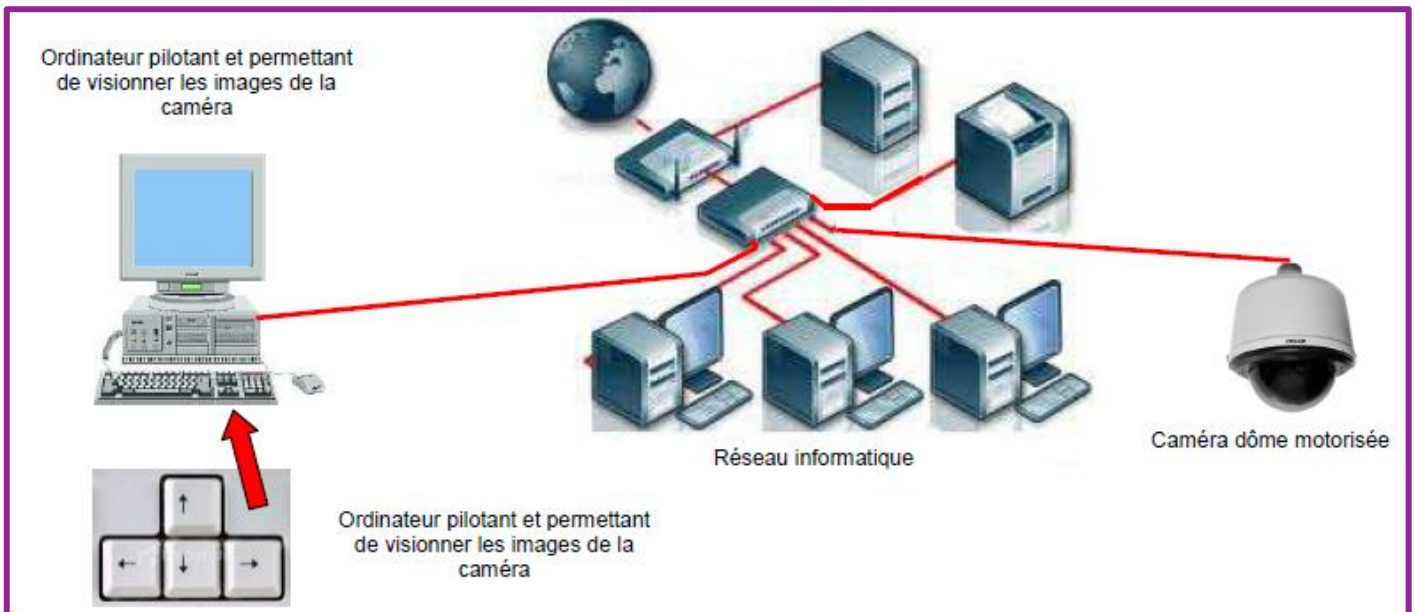 Ordinateur pilotant et permettant
de visionner les images de la
caméra
Réseau informatique
Caméra dôme motorisée
Ordinateur pilotant et permettant
de visionner les images de la
caméra
↑
← ↓ →